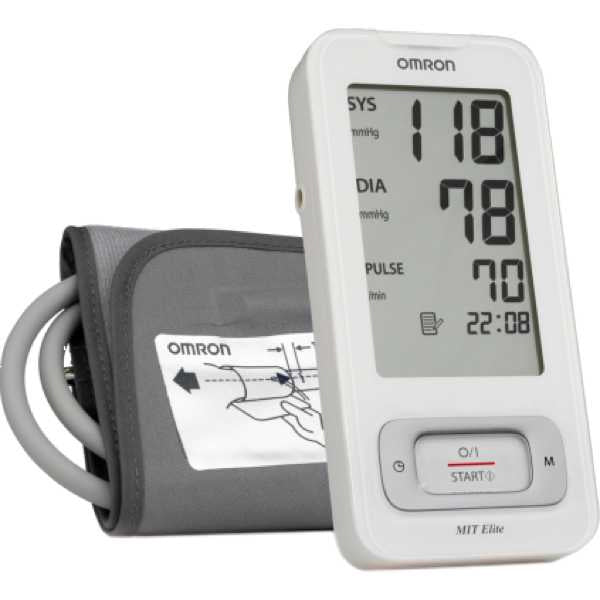 OMRON
SYS 118
mmHg
DIA 78
mmHg
PULSE 70
/min
22:08
O/I
START
M
MIT Elite
OMRON